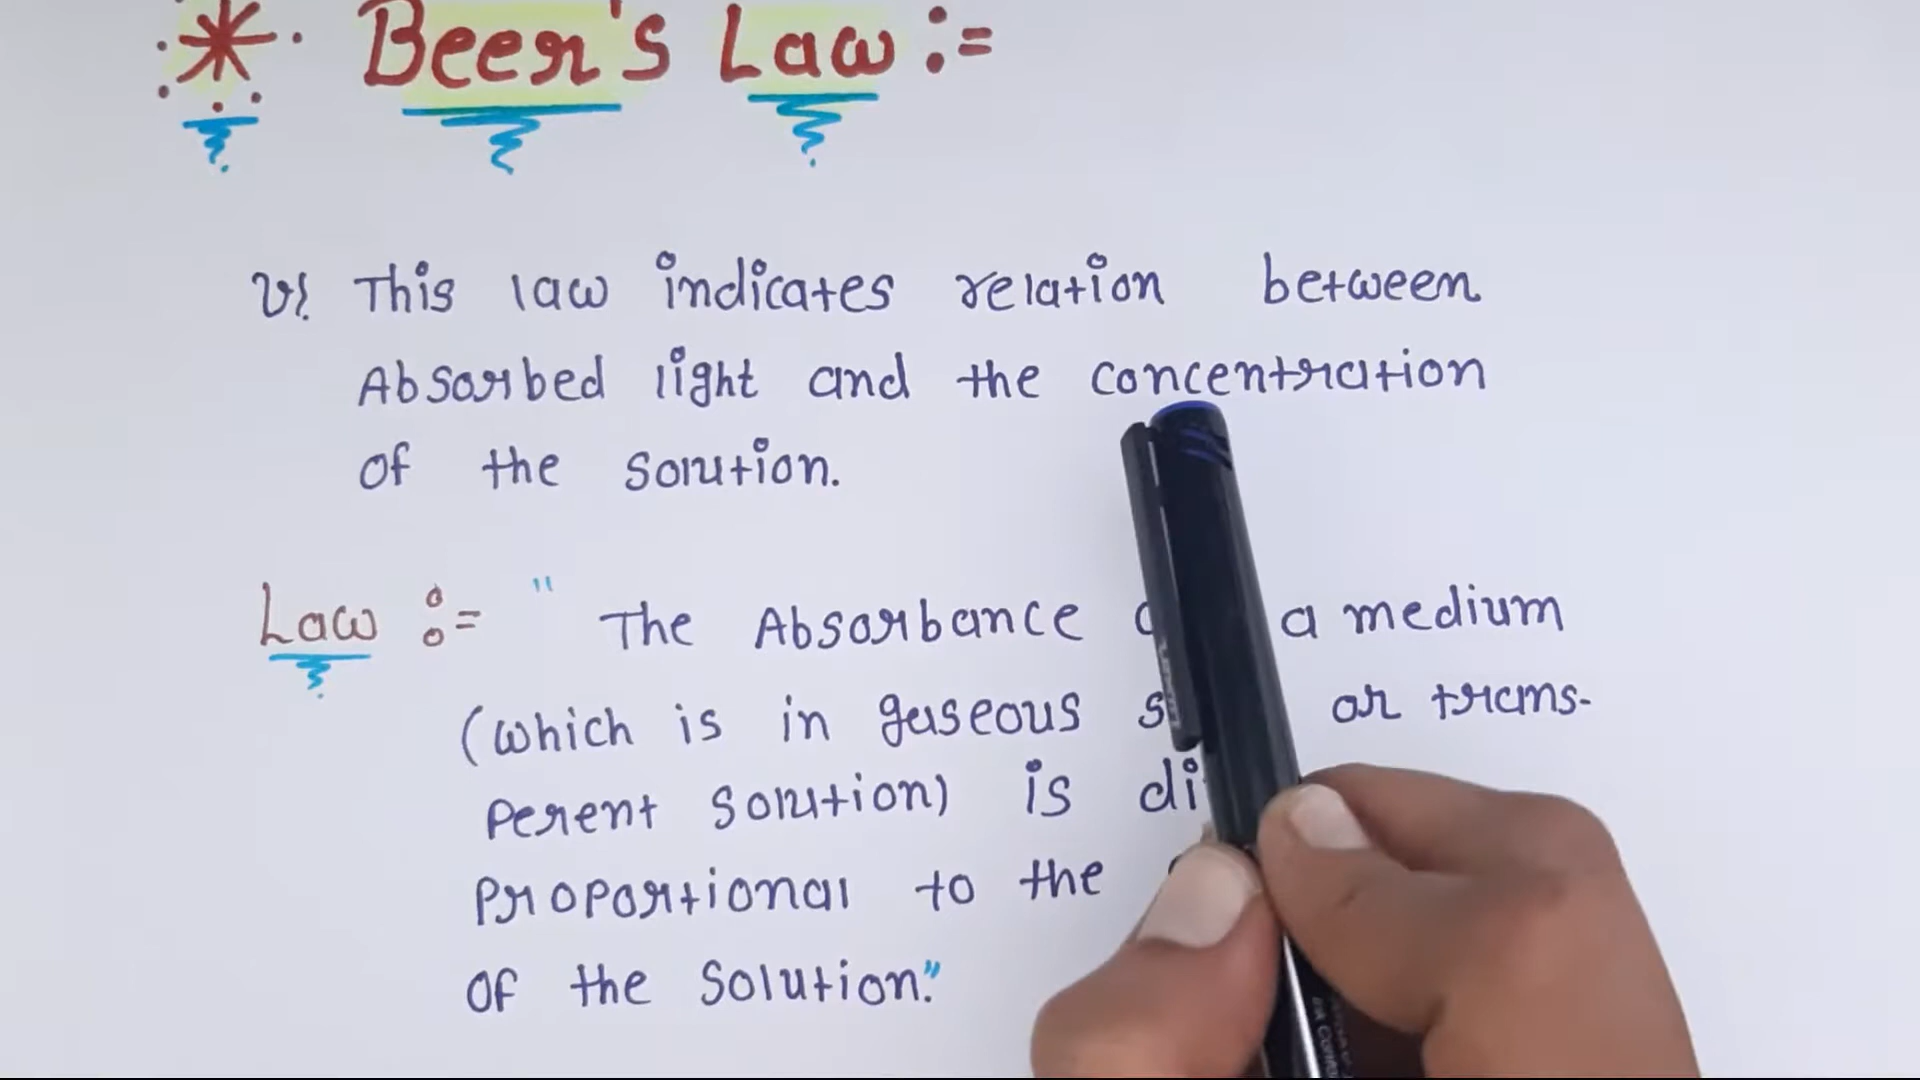 * Beer's Law :=
This law indicates relation between
Absorbed light and the concentration
of the solution.
Law := " The Absorbance a medium
(which is in gaseous or trans-
perent solution) is
proportional to the
of the solution."